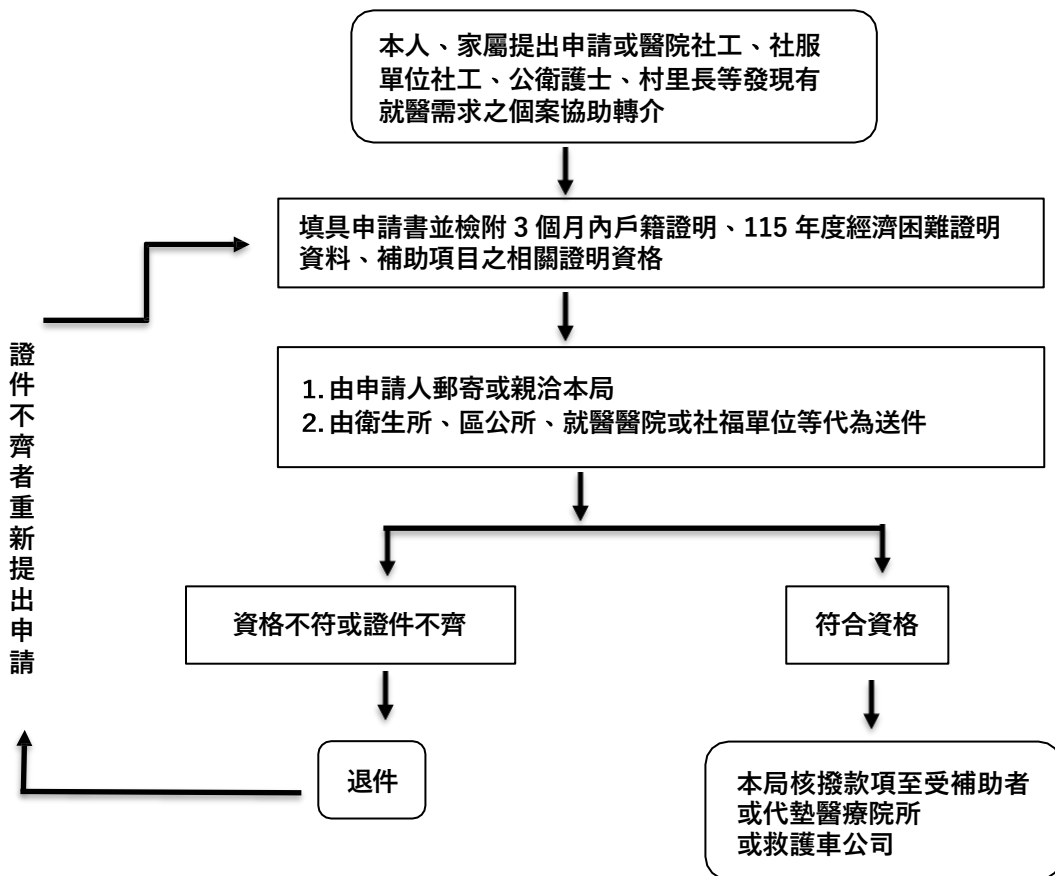 本人、家屬提出申請或醫院社工、社服
單位社工、公衛護士、村里長等發現有
就醫需求之個案協助轉介
填具申請書並檢附 3 個月內戶籍證明、115 年度經濟困難證明
資料、補助項目之相關證明資格
1. 由申請人郵寄或親洽本局
2. 由衛生所、區公所、就醫醫院或社福單位等代為送件
證件不齊者重新提出申請
資格不符或證件不齊
符合資格
退件
本局核撥款項至受補助者
或代墊醫療院所
或救護車公司